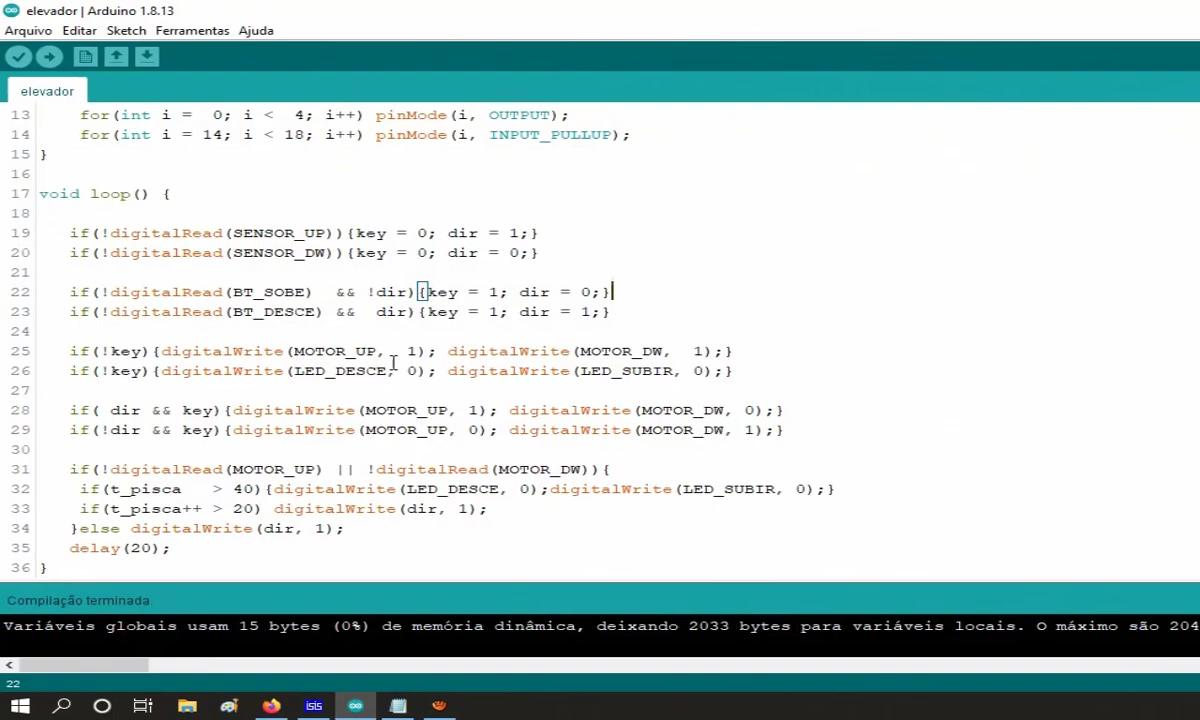 elevador | Arduino 1.8.13
Arquivo Editar Sketch Ferramentas Ajuda
elevador
13 for(int i = 0; i < 4; i++) pinMode(i, OUTPUT);
14 for(int i = 14; i < 18; i++) pinMode(i, INPUT_PULLUP);
15 }
16
17 void loop() {
18
19 if(!digitalRead(SENSOR_UP)){key = 0; dir = 1;}
20 if(!digitalRead(SENSOR_DW)){key = 0; dir = 0;}
21
22 if(!digitalRead(BT_SOBE) && !dir){key = 1; dir = 0;}
23 if(!digitalRead(BT_DESCE) && dir){key = 1; dir = 1;}
24
25 if(!key){digitalWrite(MOTOR_UP, 1); digitalWrite(MOTOR_DW, 1);}
26 if(!key){digitalWrite(LED_DESCE, 0); digitalWrite(LED_SUBIR, 0);}
27
28 if( dir && key){digitalWrite(MOTOR_UP, 1); digitalWrite(MOTOR_DW, 0);}
29 if(!dir && key){digitalWrite(MOTOR_UP, 0); digitalWrite(MOTOR_DW, 1);}
30
31 if(!digitalRead(MOTOR_UP) || !digitalRead(MOTOR_DW)){
32 if(t_pisca > 40){digitalWrite(LED_DESCE, 0);digitalWrite(LED_SUBIR, 0);}
33 if(t_pisca++ > 20) digitalWrite(dir, 1);
34 }else digitalWrite(dir, 1);
35 delay(20);
36 }
Compilação terminada.
Variáveis globais usam 15 bytes (0%) de memória dinâmica, deixando 2033 bytes para variáveis locais. O máximo são 204
22
isis